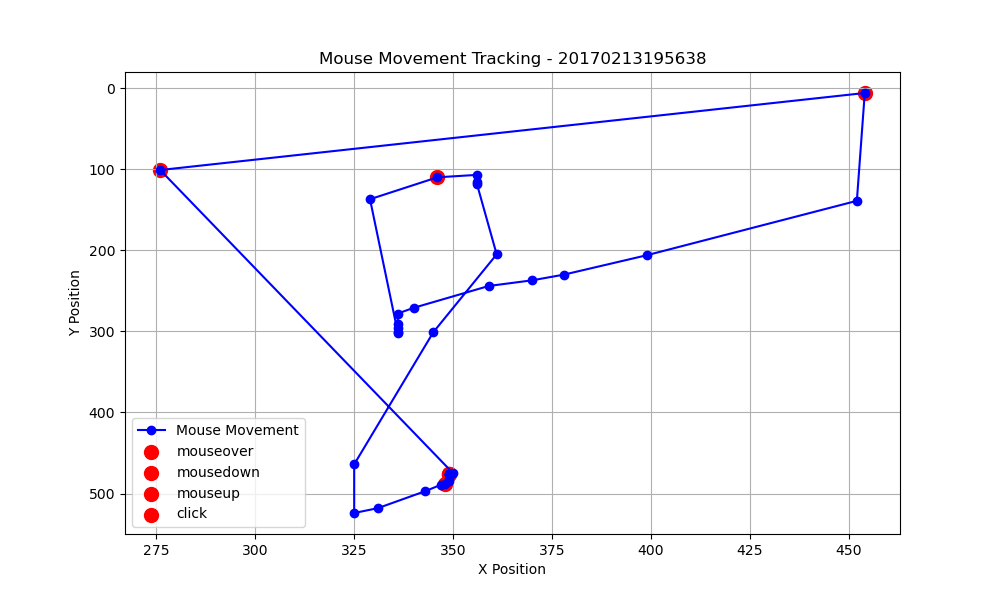 Mouse Movement Tracking - 20170213195638
0
100
200
300
400
500
Y Position
Mouse Movement
mouseover
mousedown
mouseup
click
275
300
325
350
375
400
425
450
X Position